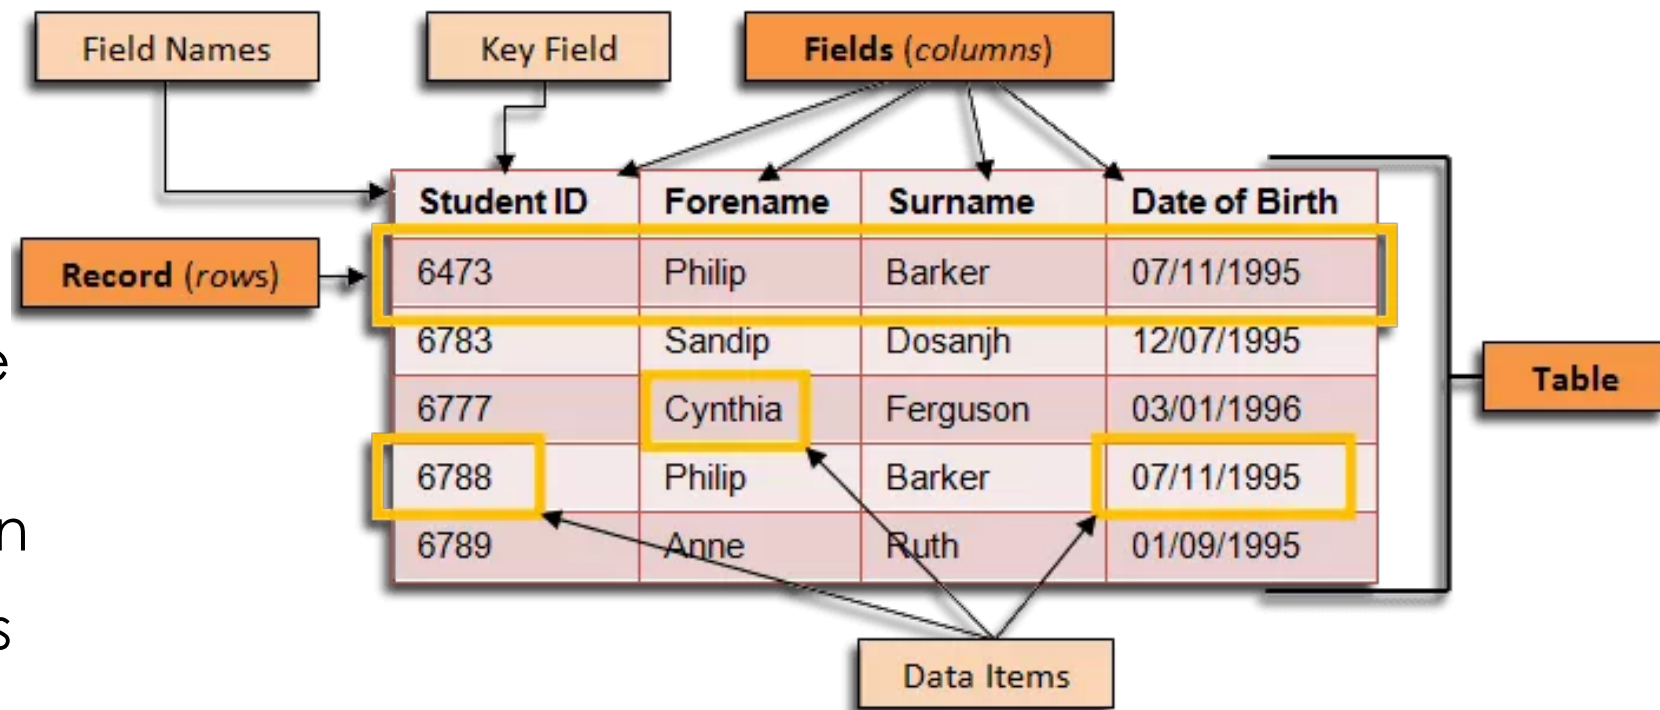 Field Names
Key Field
Fields (columns)
Student ID Forename Surname Date of Birth
Record (rows)
6473 Philip Barker 07/11/1995
6783 Sandip Dosanjh 12/07/1995
e
Table
6777 Cynthia Ferguson 03/01/1996
6788 Philip Barker 07/11/1995
n
6789 Anne Ruth 01/09/1995
s
Data Items